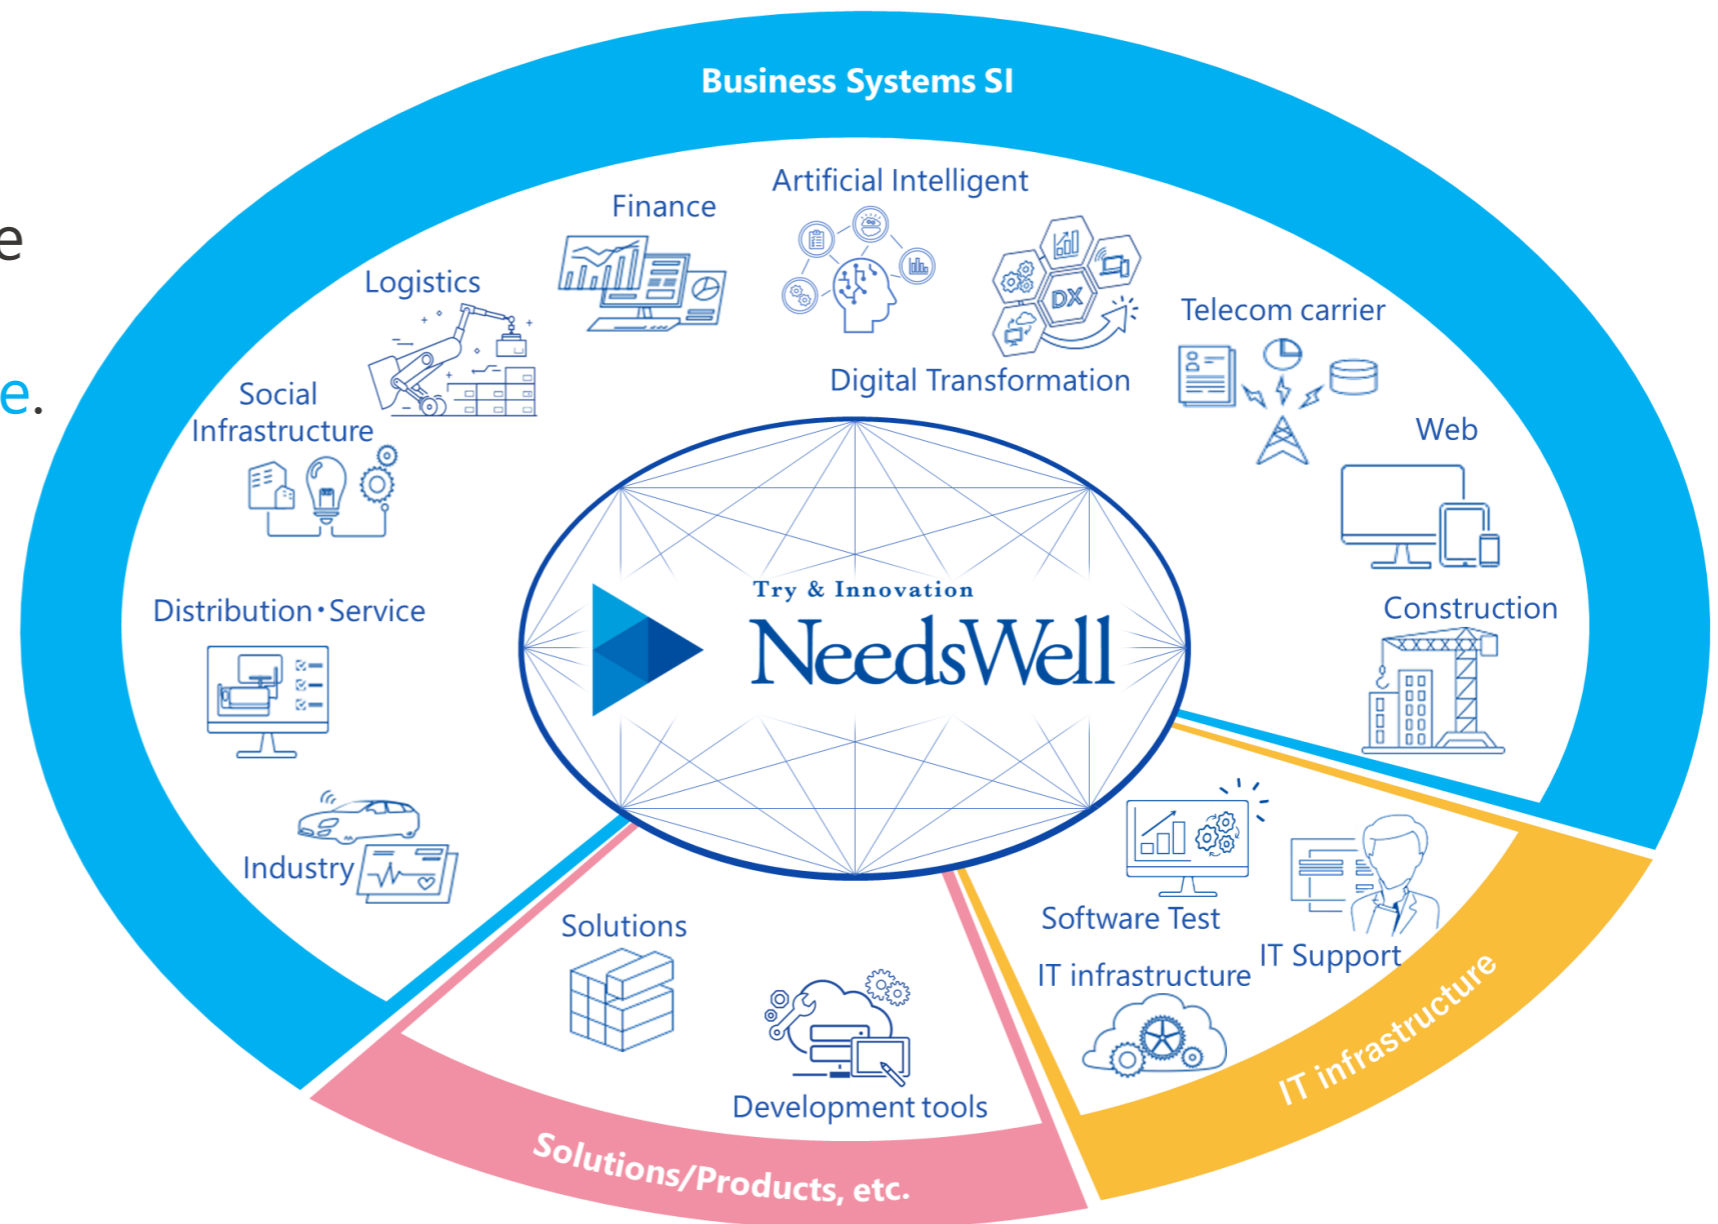 Business Systems SI
Artificial Intelligent
Finance
e
Logistics
Telecom carrier
DX
Digital Transformation
e.
Social
Infrastructure
Web
Try & Innovation
NeedsWell
Distribution・Service
Construction
Industry
Solutions
Software Test
IT Support
IT infrastructure
IT infrastructure
Development tools
Solutions/Products, etc.